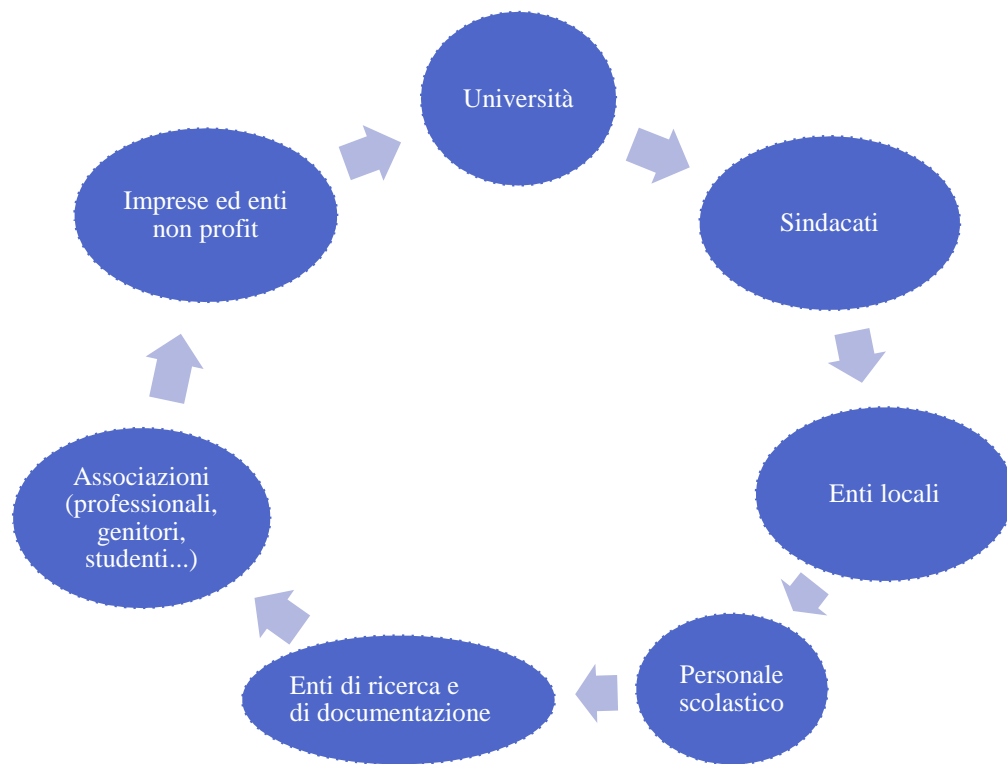 Università
Sindacati
Enti locali
Personale
scolastico
Enti di ricerca e
di documentazione
Associazioni
(professionali,
genitori,
studenti...)
Imprese ed enti
non profit